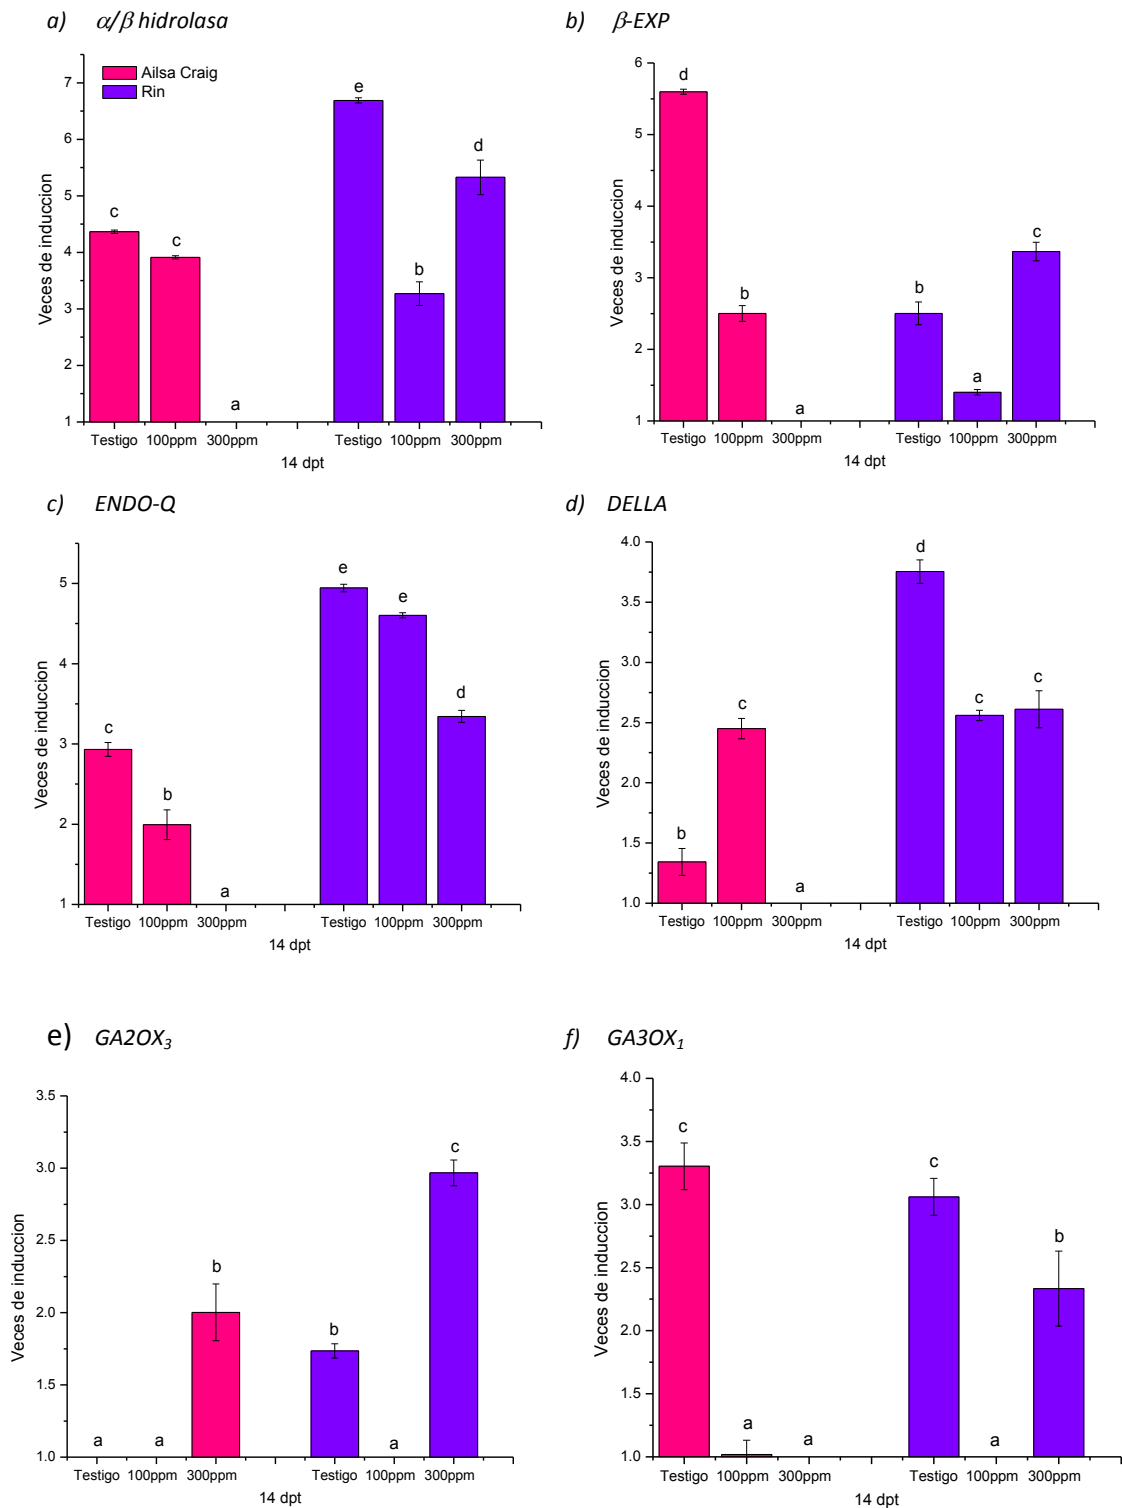 a) α/β hidrolasa
Ailsa Craig
Rin
Veces de induccion
7
6
5
4
3
2
1
c
c
a
e
b
d
Testigo 100ppm 300ppm Testigo 100ppm 300ppm
14 dpt
b) β-EXP
Veces de induccion
6
5
6
3
2
1
d
b
a
b
a
c
Testigo 100ppm 300ppm Testigo 100ppm 300ppm
14 dpt
c) ENDO-Q
Veces de induccion
5
4
3
2
1
c
b
a
e
e
d
Testigo 100ppm 300ppm Testigo 100ppm 300ppm
14 dpt
d) DELLA
Veces de induccion
4.0
3.5
3.0
2.5
2.0
1.5
1.0
b
c
a
d
c
c
Testigo 100ppm 300ppm Testigo 100ppm 300ppm
14 dpt
e) GA2OX3
Veces de induccion
3.5
3.0
2.0
1.5
1.0
a
a
b
b
a
c
Testigo 100ppm 300ppm Testigo 100ppm 300ppm
14 dpt
f) GA3OX1
Veces de induccion
4.0
3.5
3.0
2.5
2.0
1.5
1.0
c
a
a
c
a
b
Testigo 100ppm 300ppm Testigo 100ppm 300ppm
14 dpt